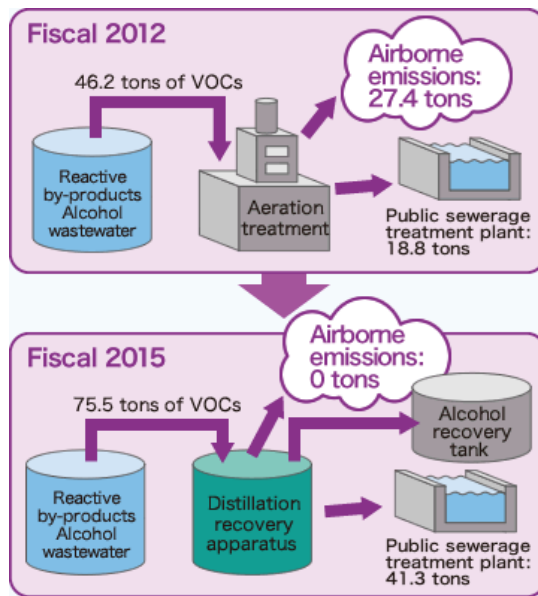 Fiscal 2012
46.2 tons of VOCs
Airborne
emissions:
27.4 tons
Reactive
by-products
Alcohol
wastewater
Aeration
treatment
Public sewerage
treatment plant:
18.8 tons
Fiscal 2015
75.5 tons of VOCs
Airborne
emissions:
0 tons
Alcohol
recovery
tank
Reactive
by-products
Alcohol
wastewater
Distillation
recovery
apparatus
Public sewerage
treatment plant:
41.3 tons